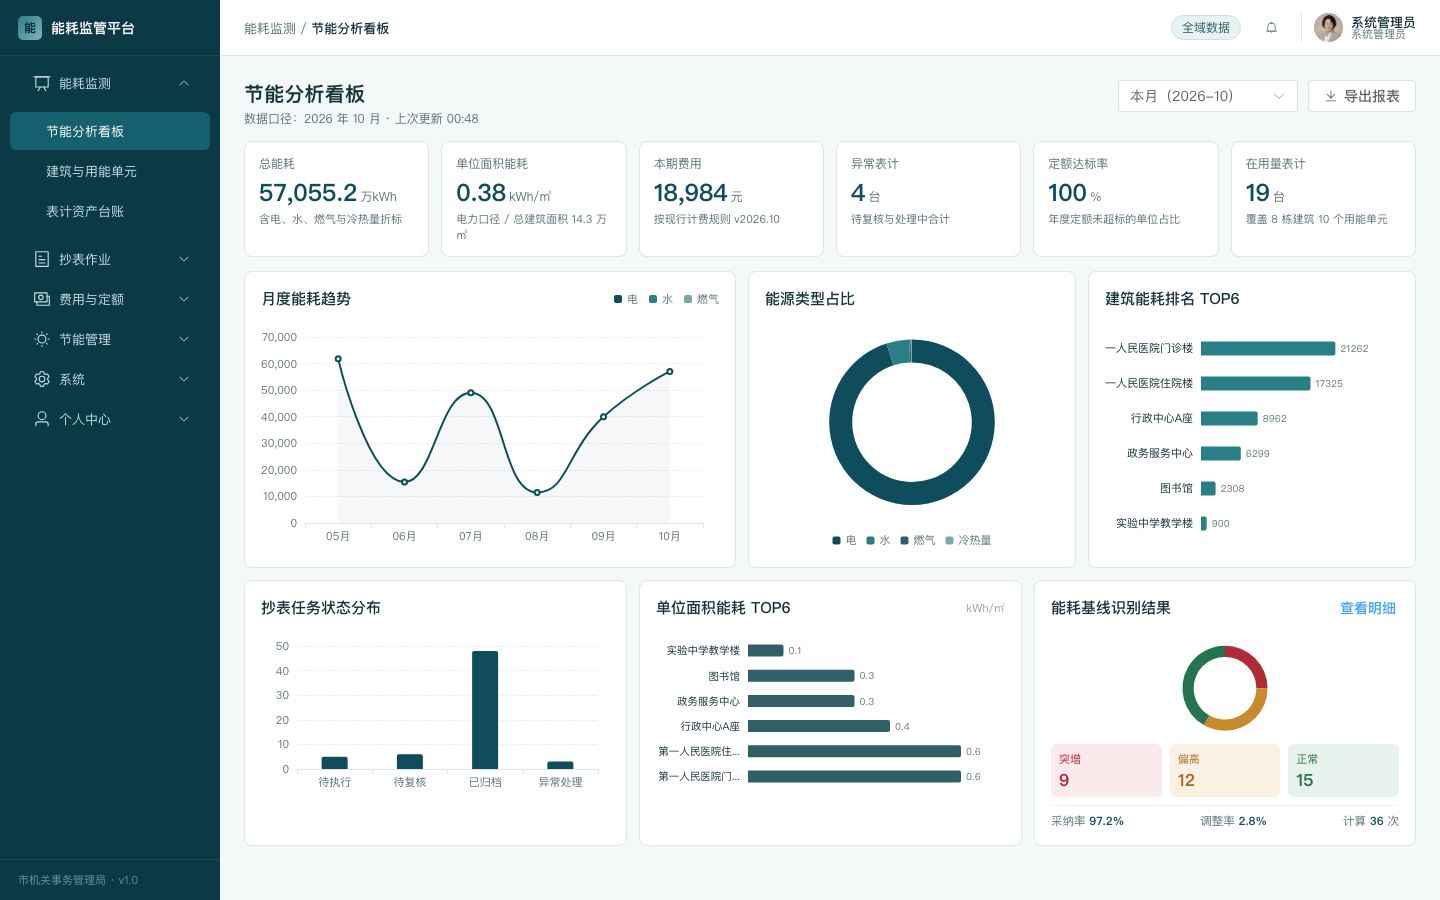 能 能耗监管平台
能耗监测
节能分析看板
建筑与用能单元
表计资产台账
抄表作业
费用与定额
节能管理
系统
个人中心
市机关事务管理局 · v1.0
能耗监测 / 节能分析看板
全域数据
系统管理员
系统管理员
节能分析看板
数据口径：2026 年 10 月 · 上次更新 00:48
本月（2026-10）
导出报表
总能耗
57,055.2 万kWh
含电、水、燃气与冷热量折标
单位面积能耗
0.38 kWh/㎡
电力口径 / 总建筑面积 14.3 万
㎡
本期费用
18,984 元
按现行计费规则 v2026.10
异常表计
4 台
待复核与处理中合计
定额达标率
100 %
年度定额未超标的单位占比
在用量表计
19 台
覆盖 8 栋建筑 10 个用能单元
月度能耗趋势
电 水 燃气
70,000
60,000
50,000
40,000
30,000
20,000
10,000
0
05月 06月 07月 08月 09月 10月
能源类型占比
电 水 燃气 冷热量
建筑能耗排名 TOP6
一人民医院门诊楼 21262
一人民医院住院楼 17325
行政中心A座 8962
政务服务中心 6299
图书馆 2308
实验中学教学楼 900
抄表任务状态分布
50
40
30
20
10
0
待执行 待复核 已归档 异常处理
单位面积能耗 TOP6 kWh/㎡
实验中学教学楼 0.1
图书馆 0.3
政务服务中心 0.3
行政中心A座 0.4
第一人民医院住... 0.6
第一人民医院门... 0.6
能耗基线识别结果 查看明细
突增
9
偏高
12
正常
15
采纳率 97.2% 调整率 2.8% 计算 36 次